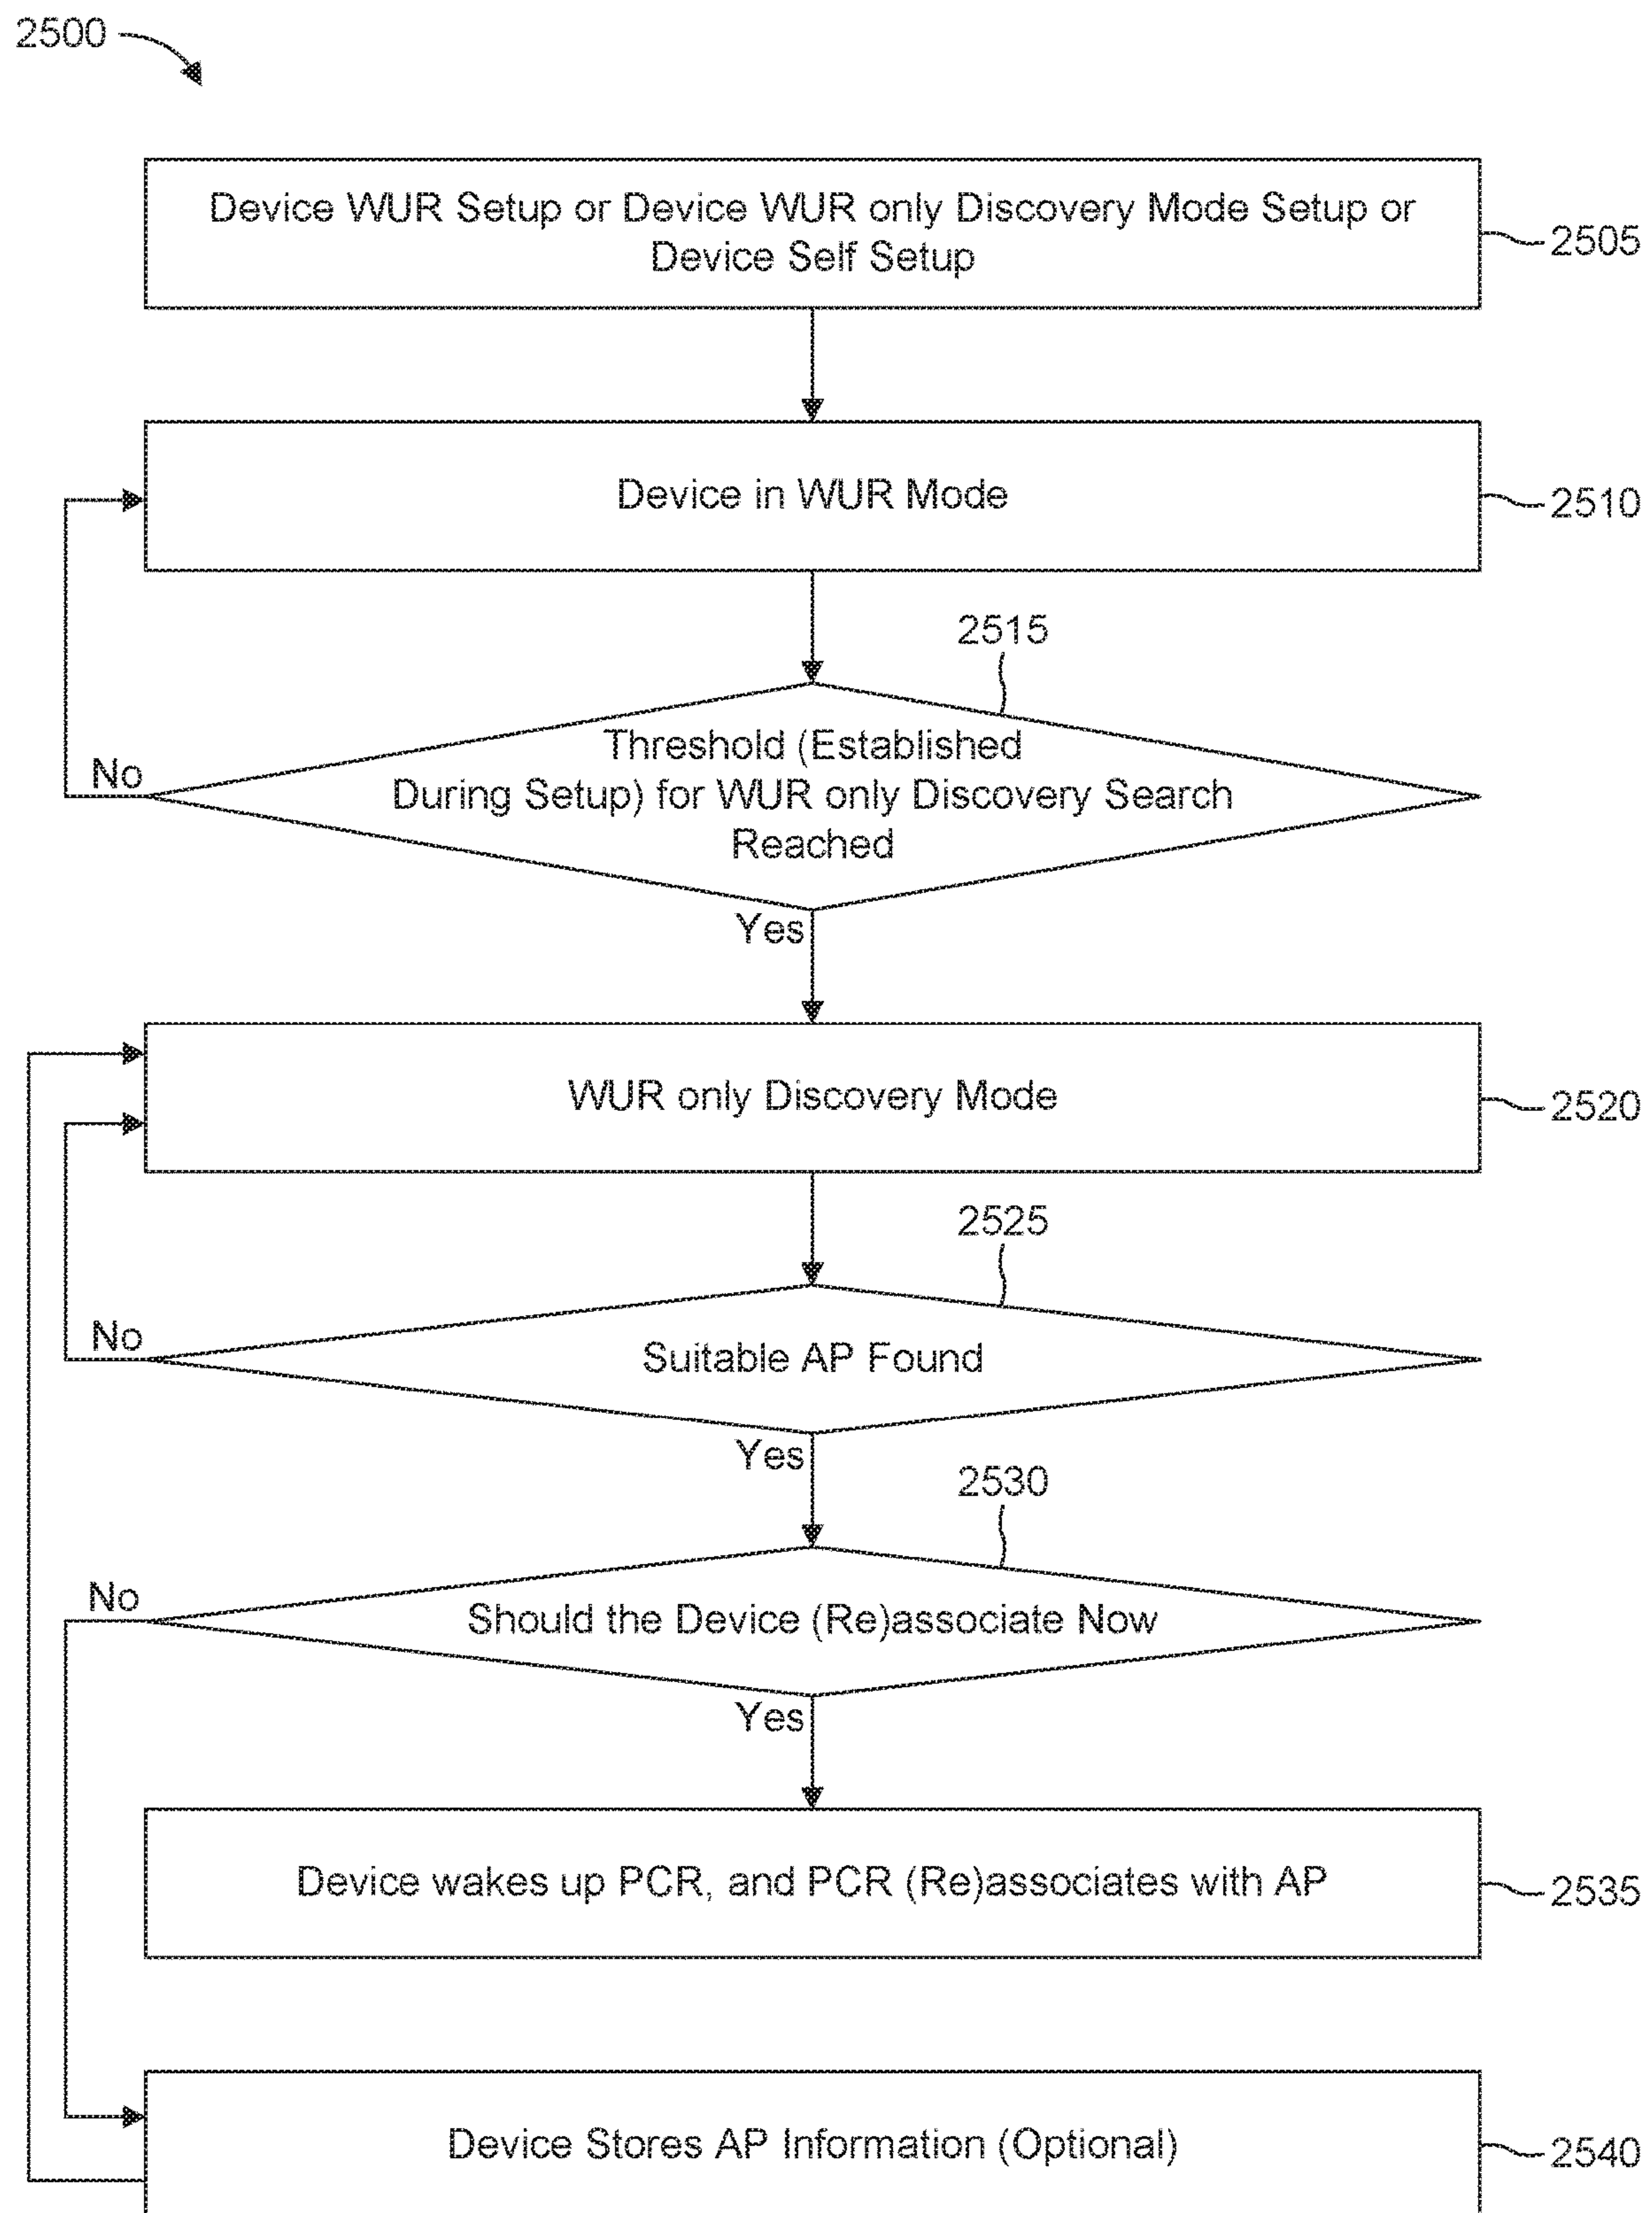 2500
Device WUR Setup or Device WUR only Discovery Mode Setup or
Device Self Setup
2505
Device in WUR Mode
2510
2515
Threshold (Established
During Setup) for WUR only Discovery Search
Reached
No
Yes
WUR only Discovery Mode
2520
2525
Suitable AP Found
No
Yes
2530
Should the Device (Re)associate Now
No
Yes
Device wakes up PCR, and PCR (Re)associates with AP
2535
Device Stores AP Information (Optional)
2540